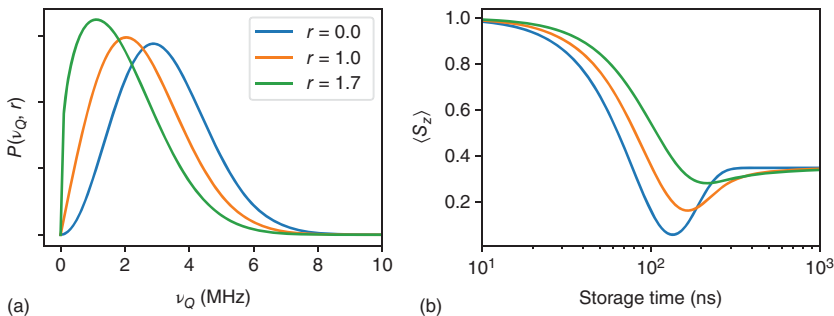 r = 0.0
r = 1.0
r = 1.7
P(ν_Q, r)
0
2
4
6
8
10
ν_Q (MHz)
(a)
1.0
0.8
0.6
0.4
0.2
⟨S_z⟩
10^1
10^2
10^3
Storage time (ns)
(b)